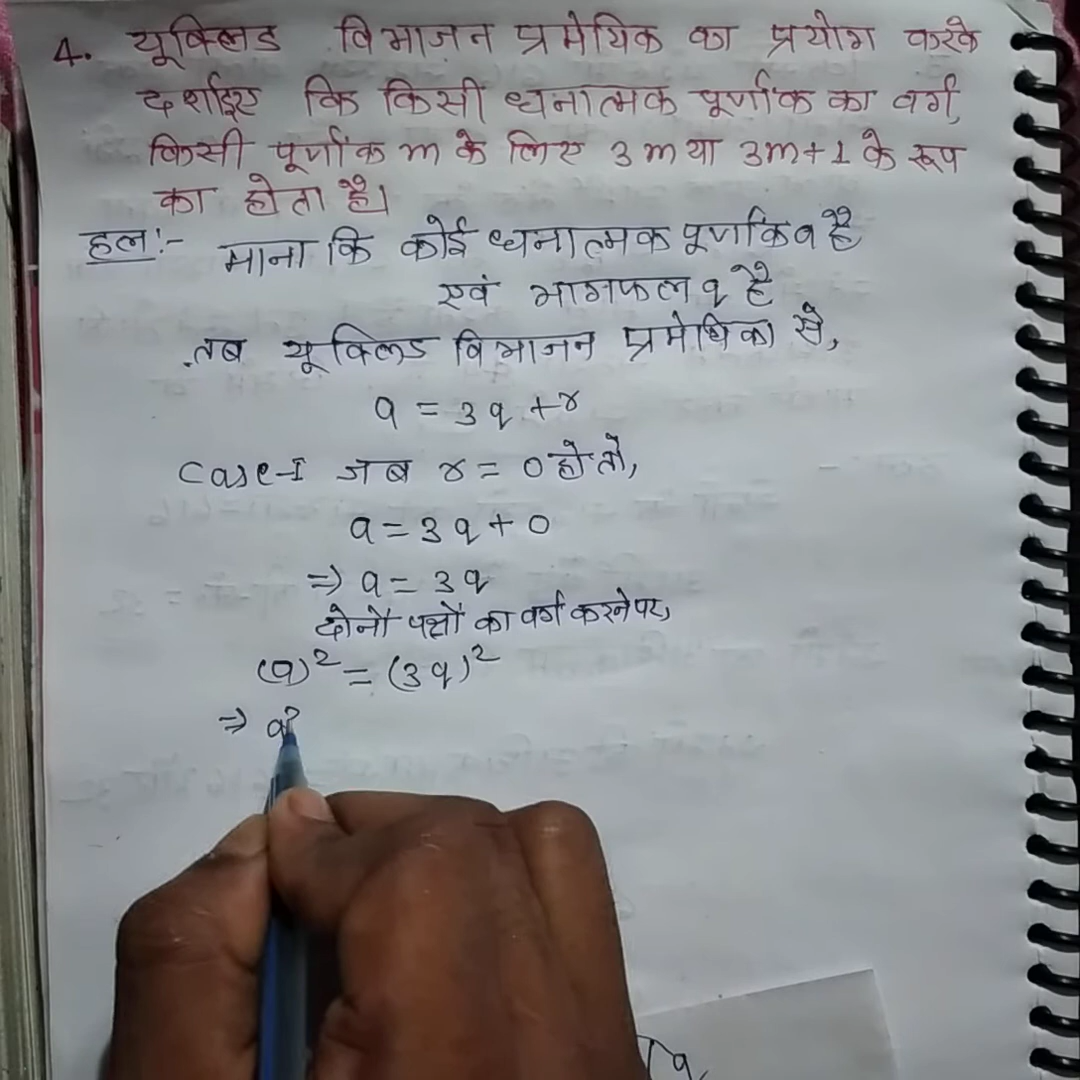 4. यूक्लिड विभाजन प्रमेयिक का प्रयोग करके
दर्शाइए कि किसी धनात्मक पूर्णांक का वर्ग,
किसी पूर्णांक m के लिए 3m या 3m+1 के रूप
का होता है।
हल:- माना कि कोई धनात्मक पूर्णांक a है
एवं भागफल q है
तब यूक्लिड विभाजन प्रमेयिका से,
a = 3q + r
Case-I जब r = 0 हो तो,
a = 3q + 0
⇒ a = 3q
दोनों पक्षों का वर्ग करने पर,
(a)² = (3q)²
⇒ a²